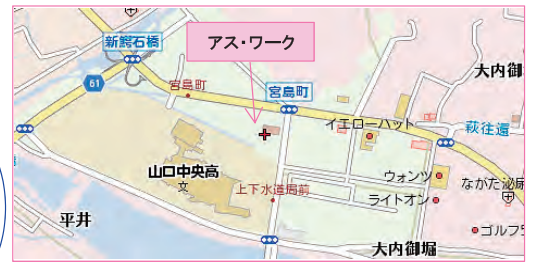 新鰐石橋
アス・ワーク
大内御
61
宮島町
宮島町
イエローハット
萩往還
山口中央高
文
ウォンツ
ながた泌尿
上下水道局前
ライトオン
平井
ゴルフ5
大内御堀